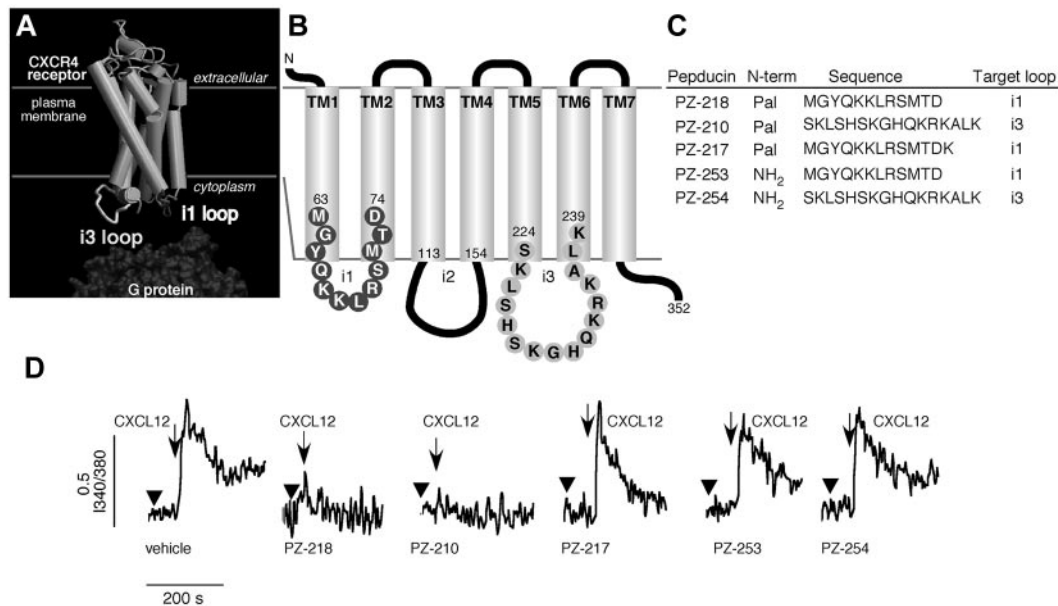 A
CXCR4
receptor
extracellular
plasma
membrane
cytoplasm
i1 loop
i3 loop
G protein
B
N
TM1 TM2 TM3 TM4 TM5 TM6 TM7
63 74 113 154 224 239
M G Y Q K K L R S M T D
i1 i2 i3
S K L S H S K G H Q K R K A L K
352
C
Pepducin N-term Sequence Target loop
PZ-218 Pal MGYQKKLRSMTD i1
PZ-210 Pal SKLSHSKGHQKRKALK i3
PZ-217 Pal MGYQKKLRSMTDK i1
PZ-253 NH2 MGYQKKLRSMTD i1
PZ-254 NH2 SKLSHSKGHQKRKALK i3
D
CXCL12 CXCL12 CXCL12 CXCL12 CXCL12 CXCL12
0.5
I340/380
vehicle PZ-218 PZ-210 PZ-217 PZ-253 PZ-254
200 s